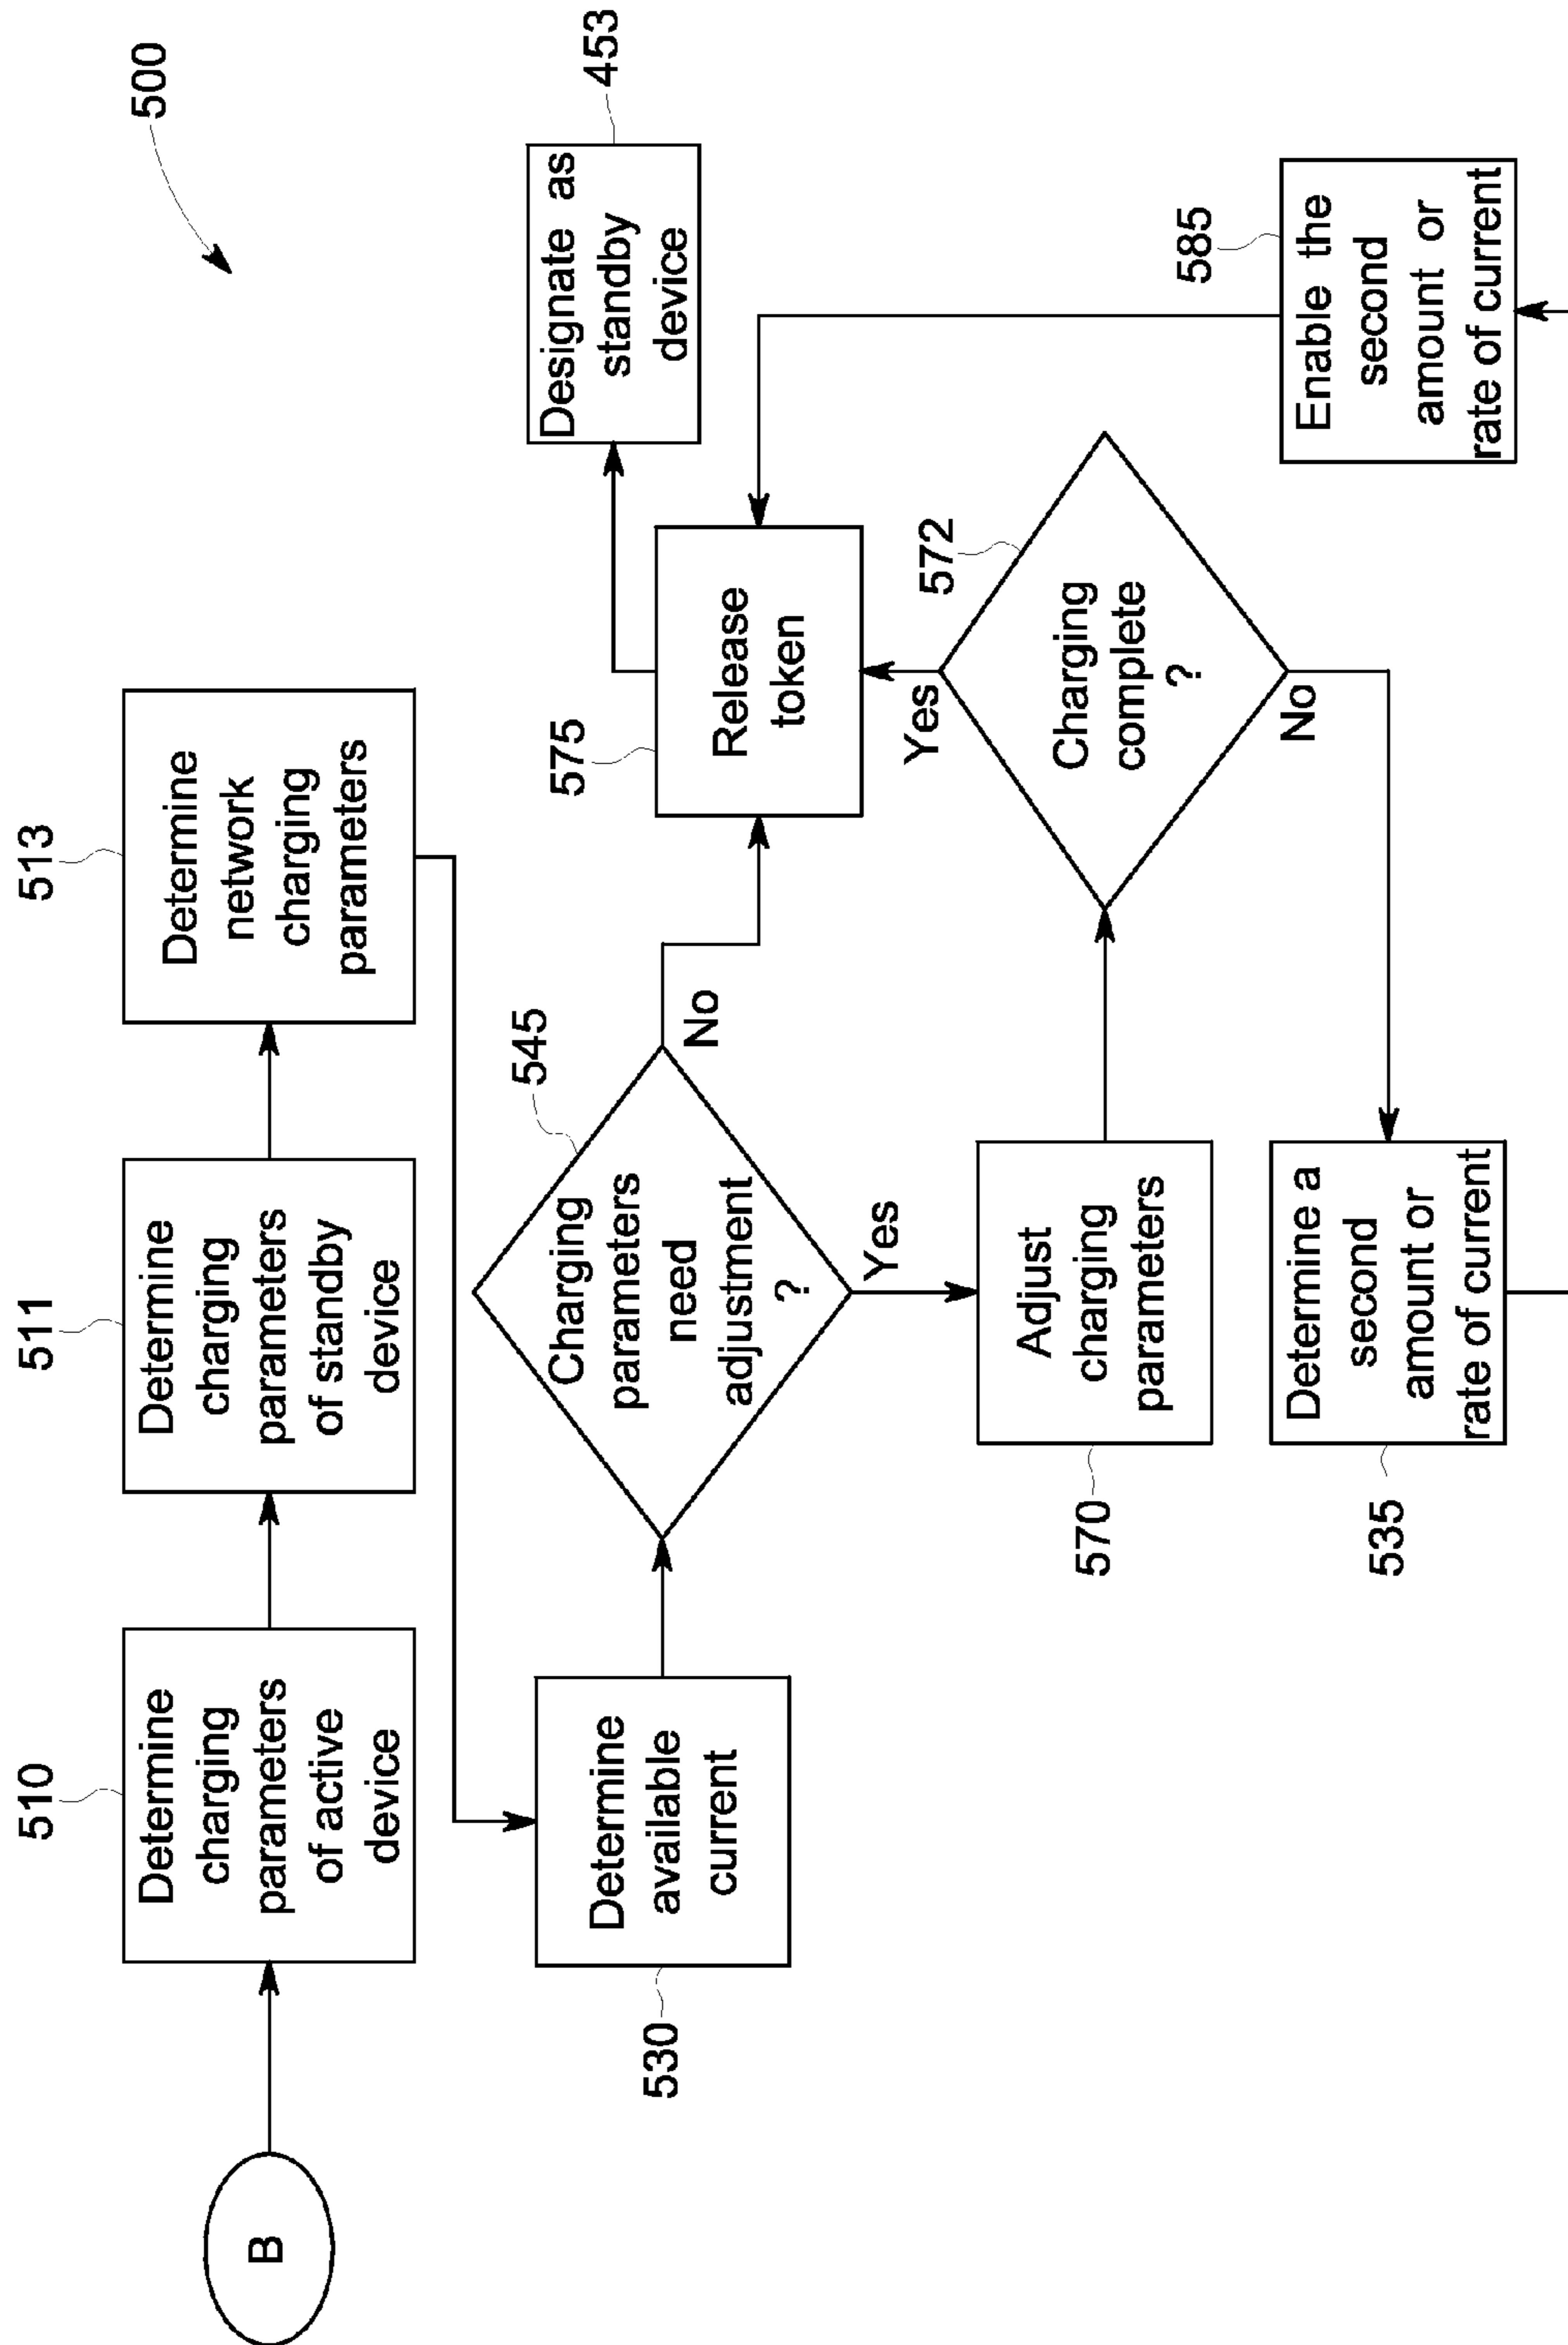 500
B
510
Determine
charging
parameters
of active
device
511
Determine
charging
parameters
of standby
device
513
Determine
network
charging
parameters
530
Determine
available
current
545
Charging
parameters
need
adjustment
?
No
Yes
575
Release
token
Designate as
standby
device
453
570
Adjust
charging
parameters
572
Charging
complete
?
Yes
No
535
Determine a
second
amount or
rate of current
585
Enable the
second
amount or
rate of current